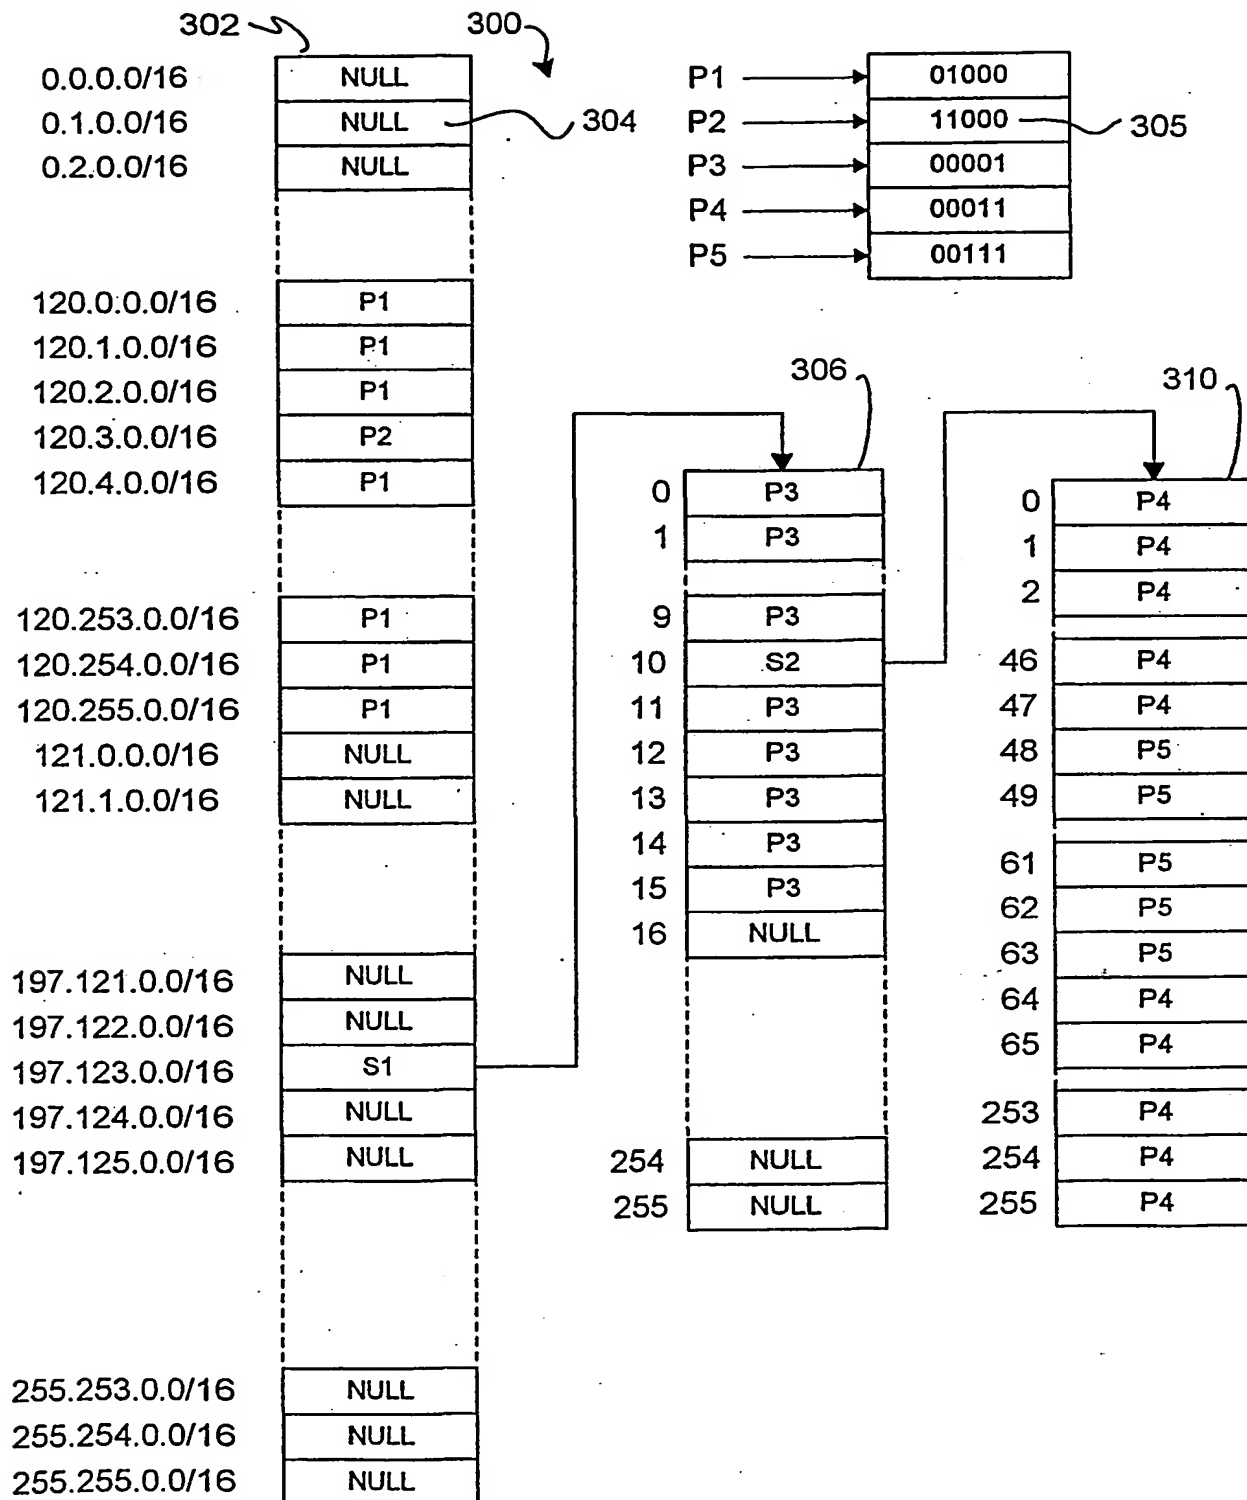 302
300
0.0.0.0/16 NULL
0.1.0.0/16 NULL 304
0.2.0.0/16 NULL
P1 01000
P2 11000 305
P3 00001
P4 00011
P5 00111
120.0.0.0/16 P1
120.1.0.0/16 P1
120.2.0.0/16 P1
120.3.0.0/16 P2
120.4.0.0/16 P1
120.253.0.0/16 P1
120.254.0.0/16 P1
120.255.0.0/16 P1
121.0.0.0/16 NULL
121.1.0.0/16 NULL
197.121.0.0/16 NULL
197.122.0.0/16 NULL
197.123.0.0/16 S1
197.124.0.0/16 NULL
197.125.0.0/16 NULL
255.253.0.0/16 NULL
255.254.0.0/16 NULL
255.255.0.0/16 NULL
306
0 P3
1 P3
9 P3
10 S2
11 P3
12 P3
13 P3
14 P3
15 P3
16 NULL
254 NULL
255 NULL
310
0 P4
1 P4
2 P4
46 P4
47 P4
48 P5
49 P5
61 P5
62 P5
63 P5
64 P4
65 P4
253 P4
254 P4
255 P4